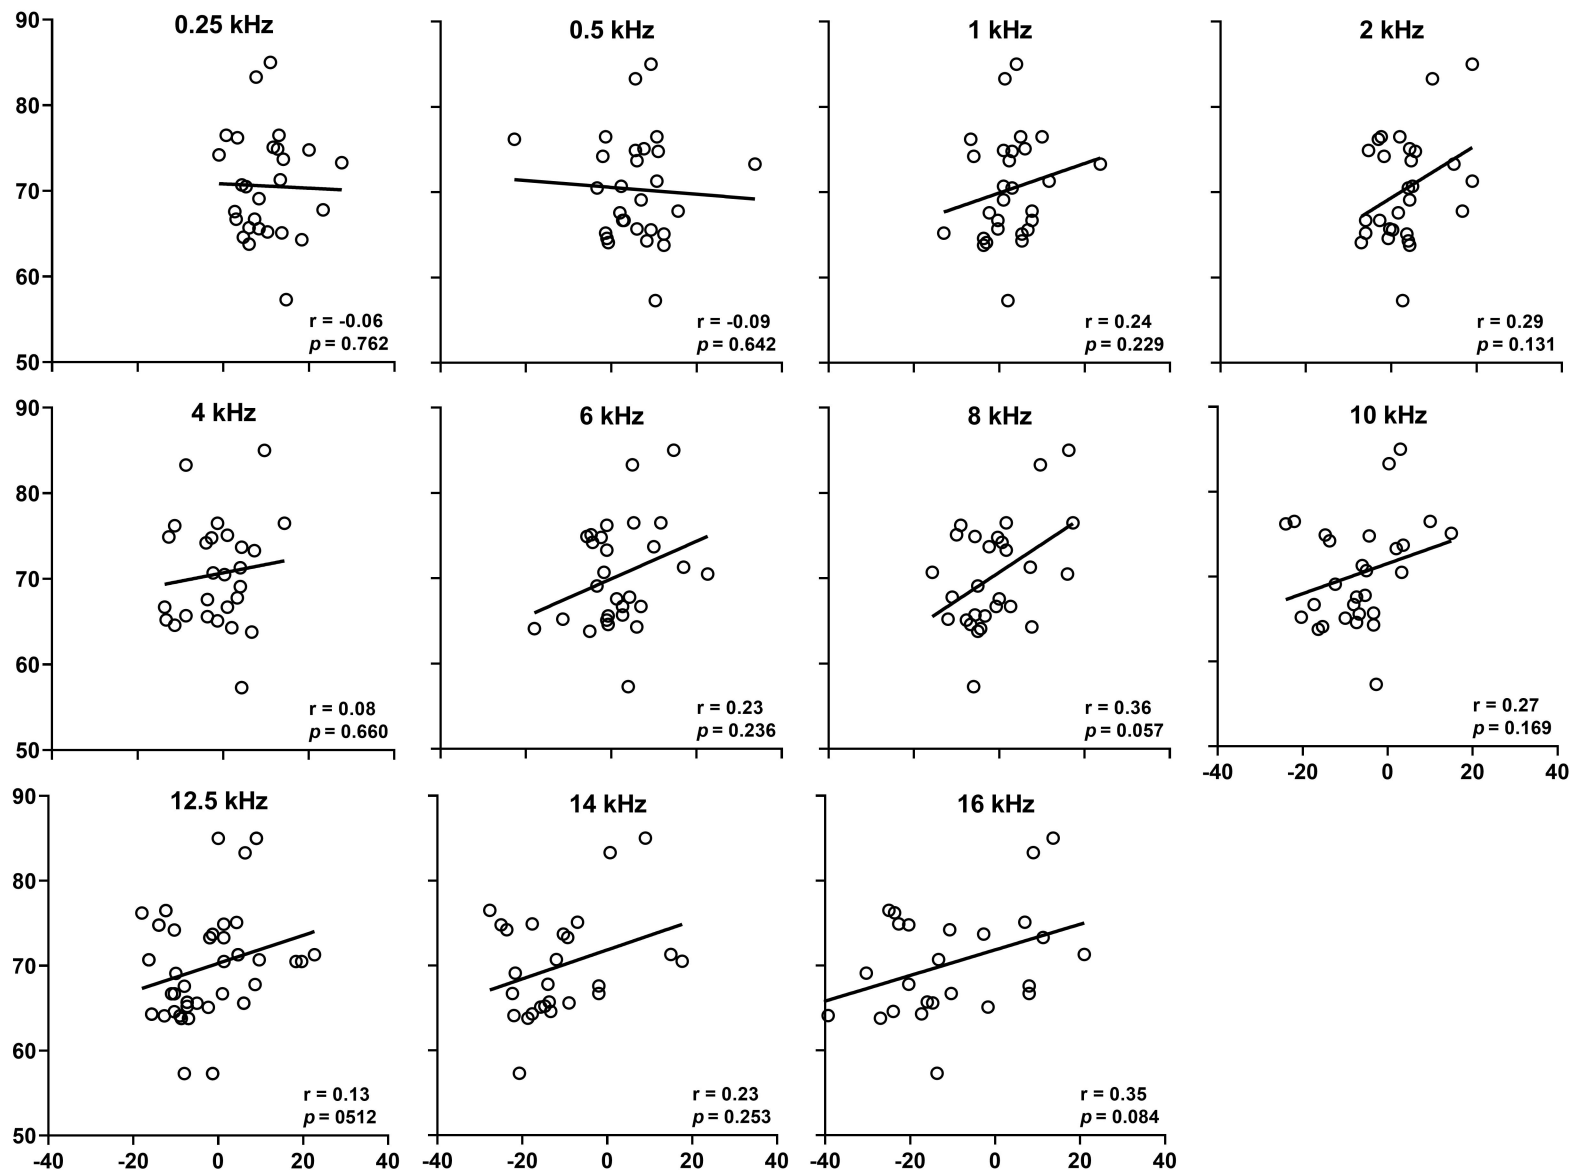 90
80
70
60
50
0.25 kHz
r = -0.06
p = 0.762
0.5 kHz
r = -0.09
p = 0.642
1 kHz
r = 0.24
p = 0.229
2 kHz
r = 0.29
p = 0.131
90
80
70
60
50
4 kHz
r = 0.08
p = 0.660
6 kHz
r = 0.23
p = 0.236
8 kHz
r = 0.36
p = 0.057
10 kHz
r = 0.27
p = 0.169
-40 -20 0 20 40
90
80
70
60
50
12.5 kHz
r = 0.13
p = 0512
-40 -20 0 20 40
14 kHz
r = 0.23
p = 0.253
-40 -20 0 20 40
16 kHz
r = 0.35
p = 0.084
-40 -20 0 20 40